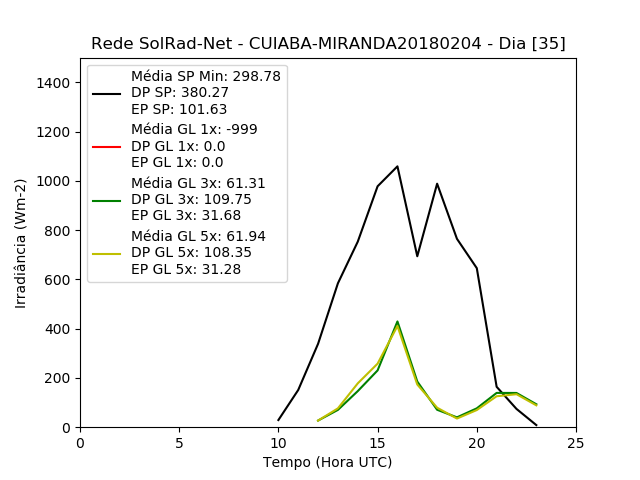 Rede SolRad-Net - CUIABA-MIRANDA20180204 - Dia [35]
Média SP Min: 298.78
DP SP: 380.27
EP SP: 101.63
Média GL 1x: -999
DP GL 1x: 0.0
EP GL 1x: 0.0
Média GL 3x: 61.31
DP GL 3x: 109.75
EP GL 3x: 31.68
Média GL 5x: 61.94
DP GL 5x: 108.35
EP GL 5x: 31.28
Irradiância (Wm-2)
1400
1200
1000
800
600
400
200
0
0 5 10 15 20 25
Tempo (Hora UTC)